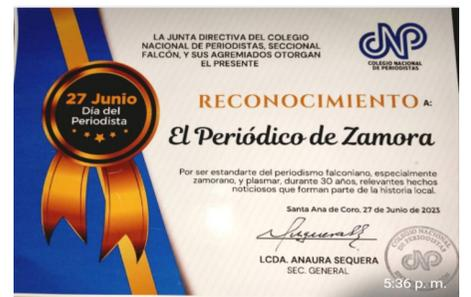 LA JUNTA DIRECTIVA DEL COLEGIO
NACIONAL DE PERIODISTAS, SECCIONAL
FALCÓN, Y SUS AGREMIADOS OTORGAN
EL PRESENTE
CNP
COLEGIO NACIONAL
DE PERIODISTAS
27 Junio
Día del
Periodista
RECONOCIMIENTO A:
El Periódico de Zamora
Por ser estandarte del periodismo falconiano, especialmente
zamorano, y plasmar, durante 30 años, relevantes hechos
noticiosos que forman parte de la historia local.
Santa Ana de Coro, 27 de Junio de 2023
LCDA. ANAURA SEQUERA
SEC. GENERAL
COLEGIO NACIONAL
DE PERIODISTAS
CNP
5:36 p. m.